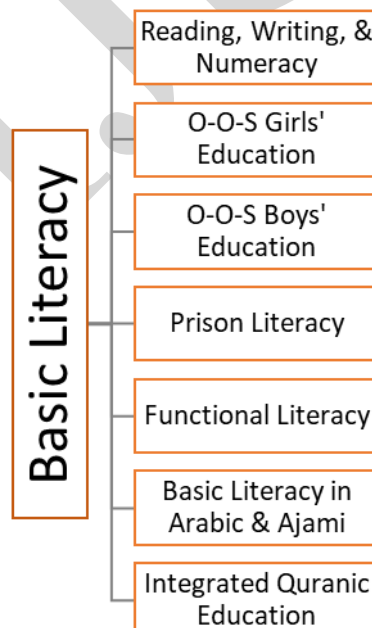 Basic Literacy
Reading, Writing, &
Numeracy
O-O-S Girls'
Education
O-O-S Boys'
Education
Prison Literacy
Functional Literacy
Basic Literacy in
Arabic & Ajami
Integrated Quranic
Education